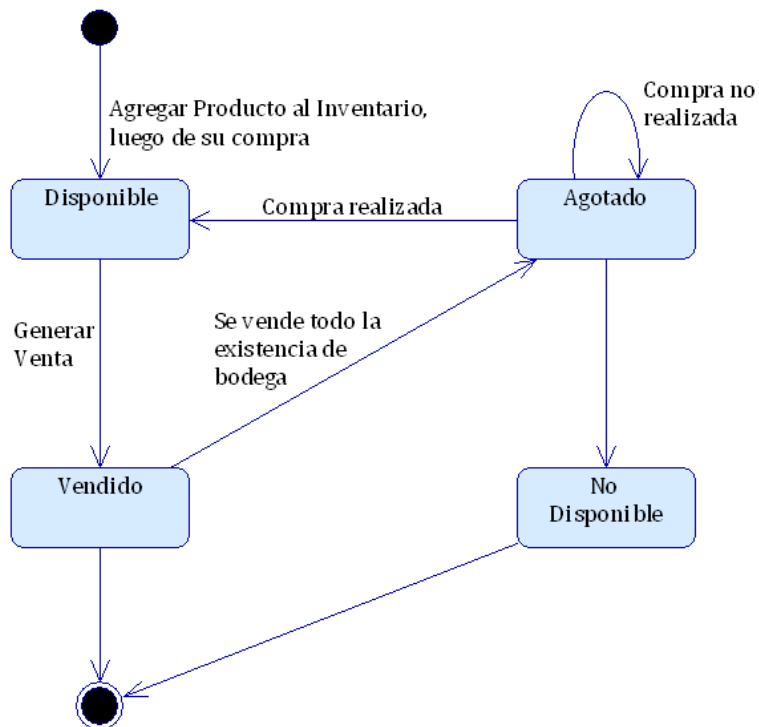 Agregar Producto al Inventario,
luego de su compra
Compra no
realizada
Disponible
Compra realizada
Agotado
Generar
Venta
Se vende todo la
existencia de
bodega
Vendido
No
Disponible